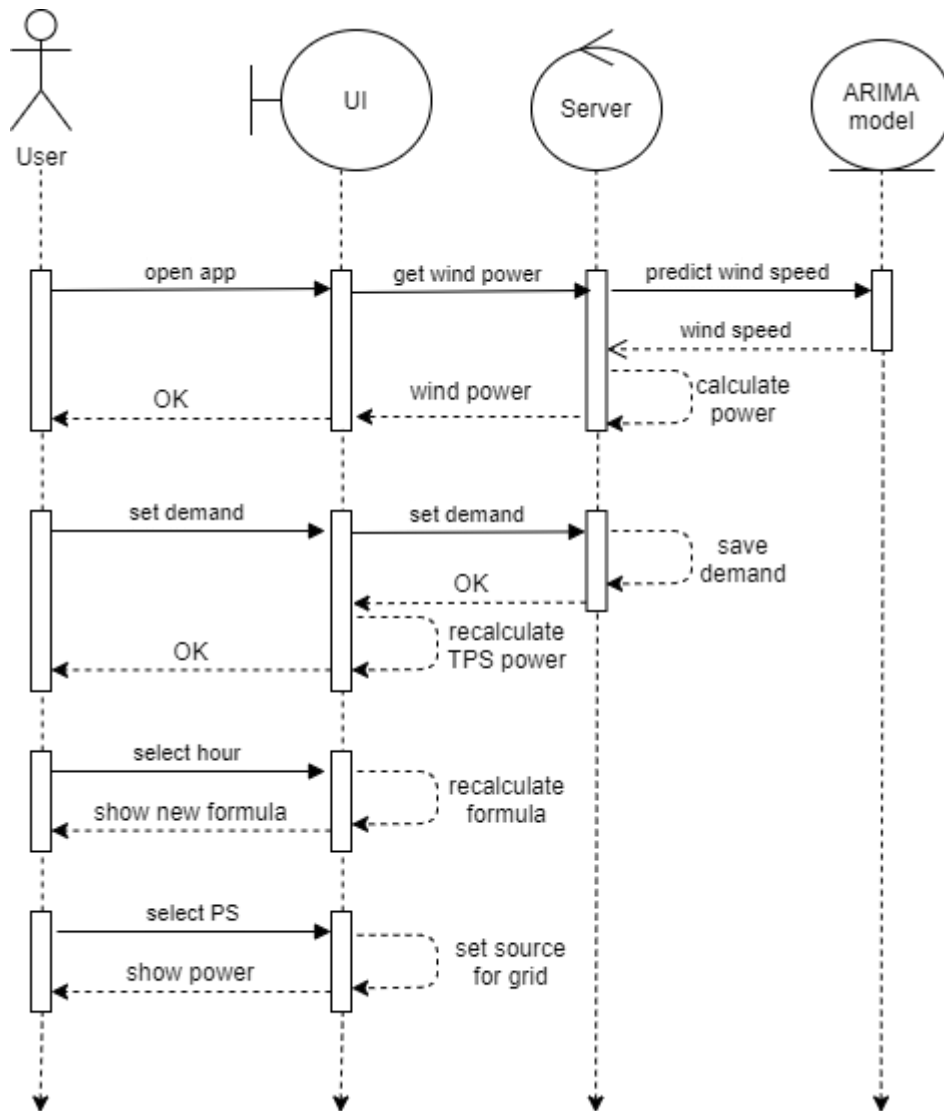 User
UI
Server
ARIMA
model
open app
get wind power
predict wind speed
wind speed
calculate
power
wind power
OK
set demand
set demand
save
demand
OK
recalculate
TPS power
OK
select hour
recalculate
formula
show new formula
select PS
set source
for grid
show power